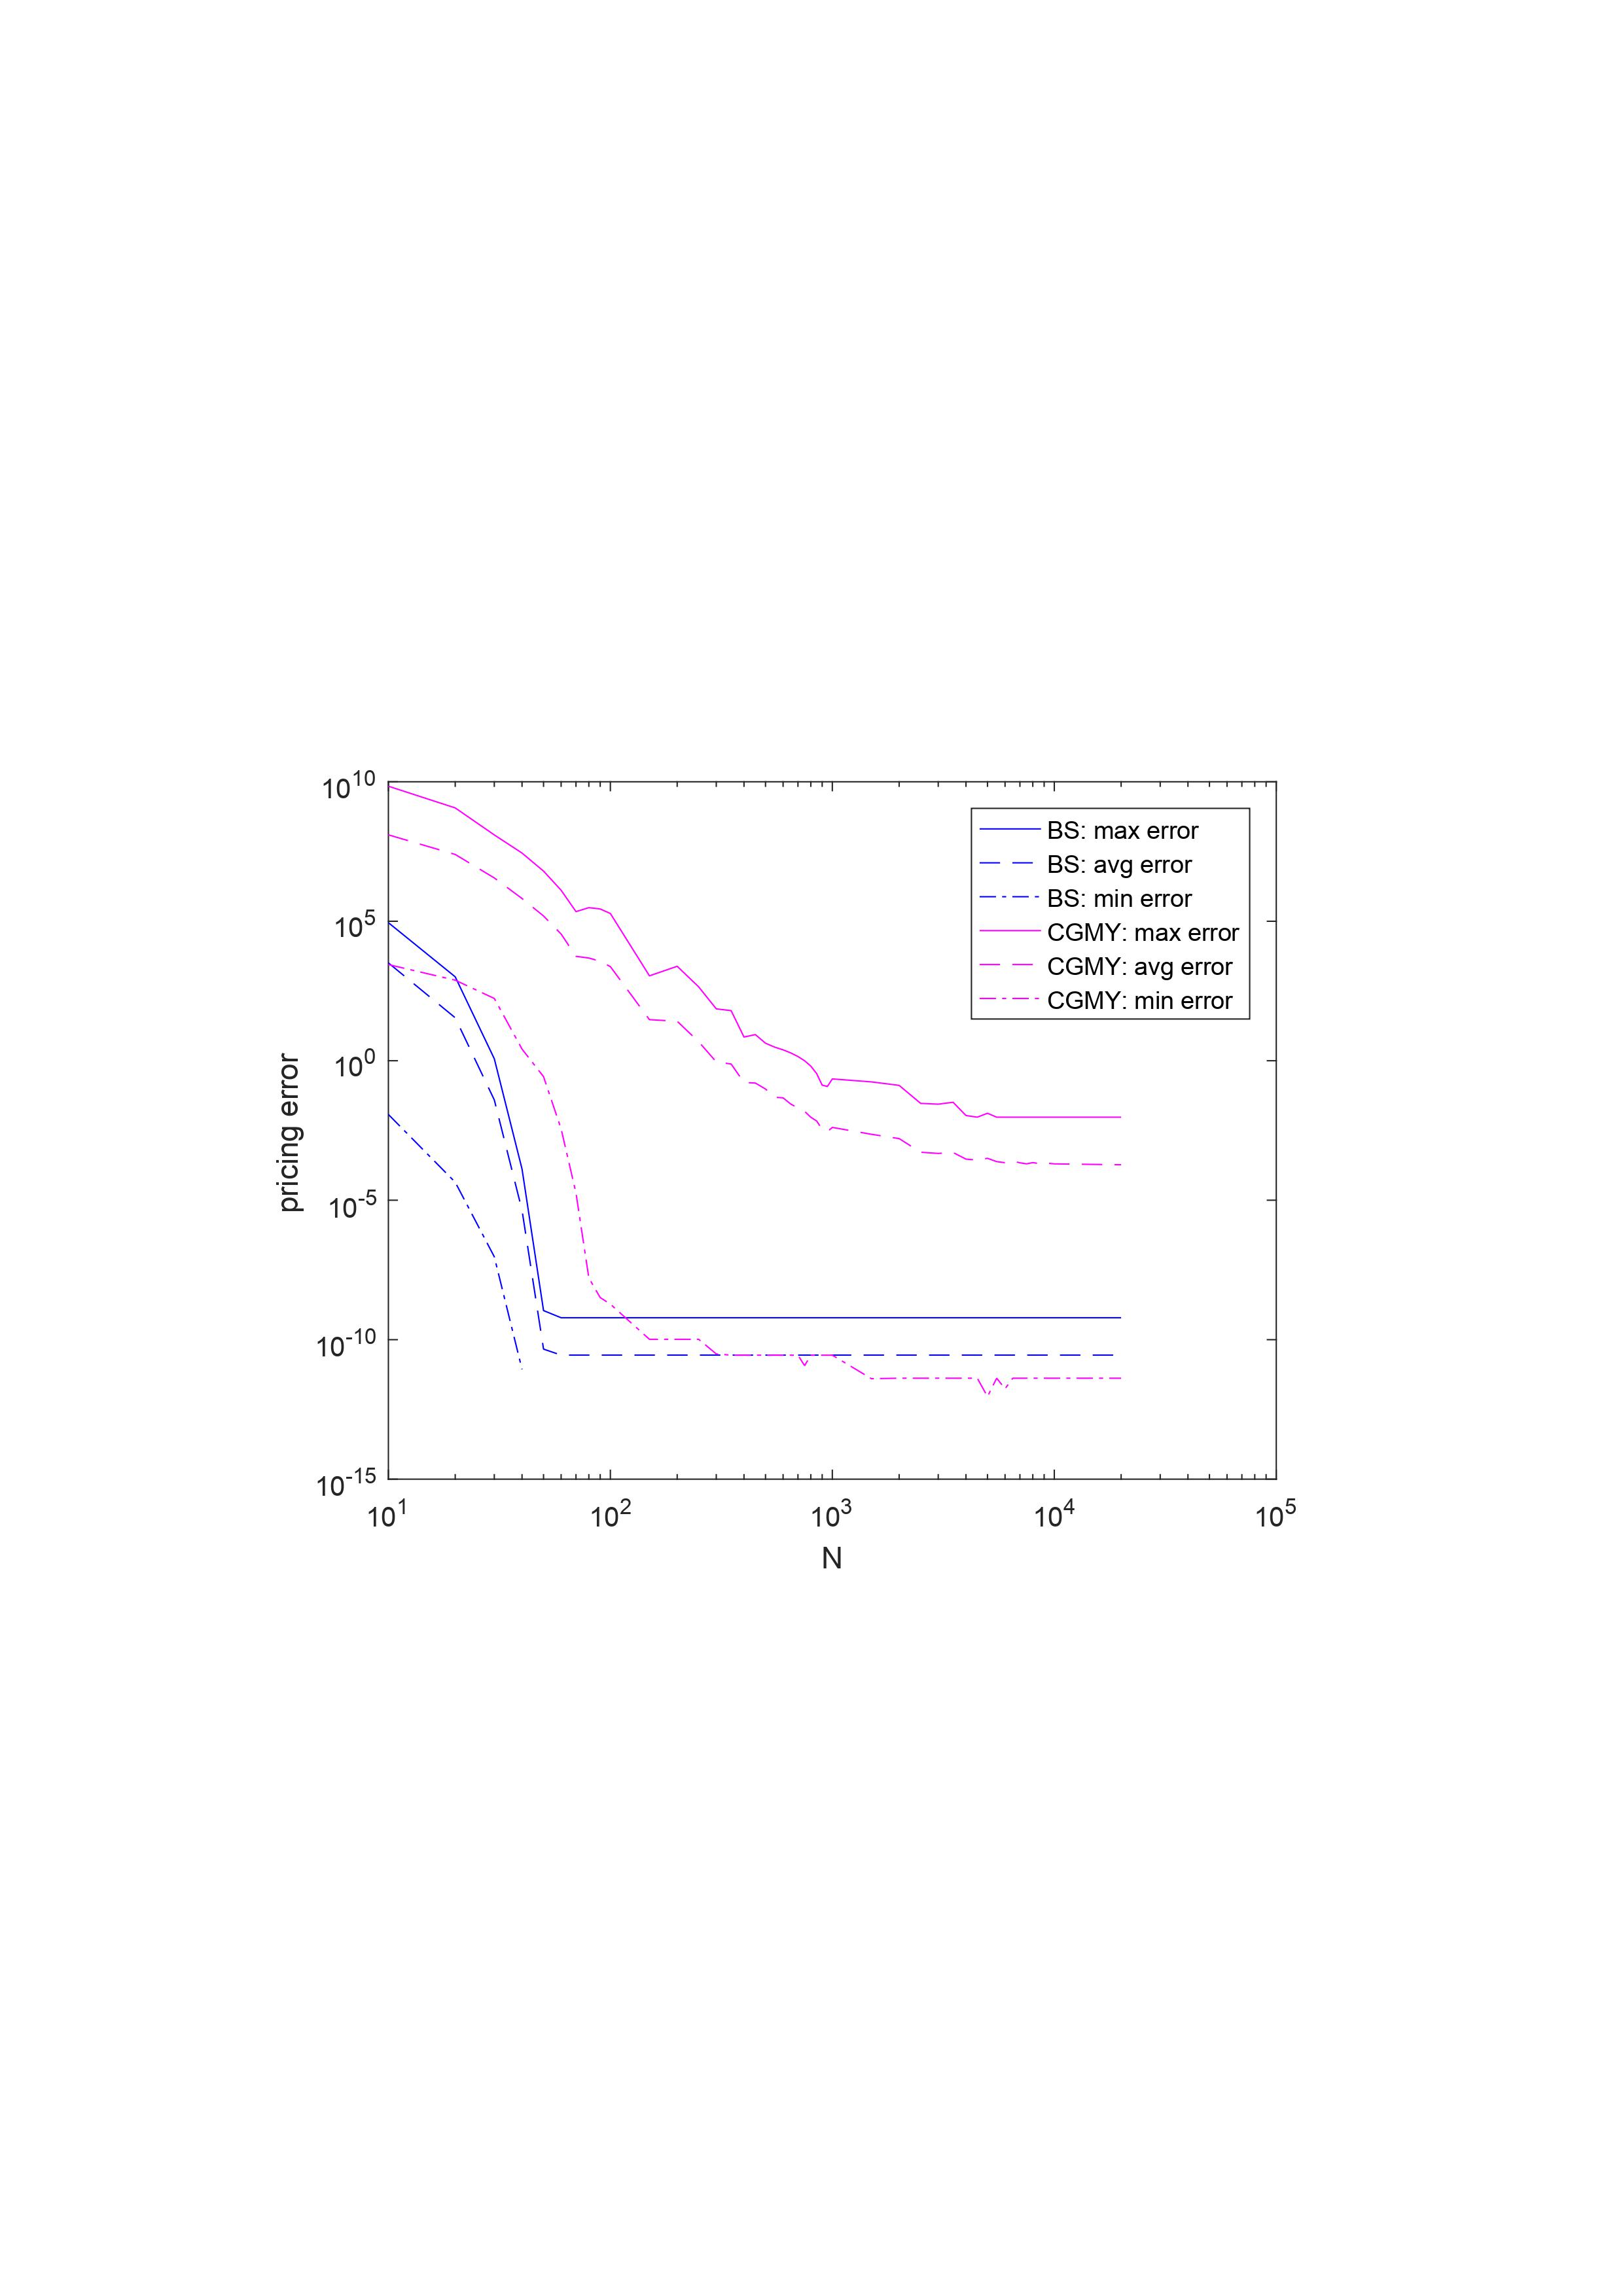 10^10
10^5
10^0
10^-5
10^-10
10^-15
pricing error
BS: max error
BS: avg error
BS: min error
CGMY: max error
CGMY: avg error
CGMY: min error
10^1 10^2 10^3 10^4 10^5
N